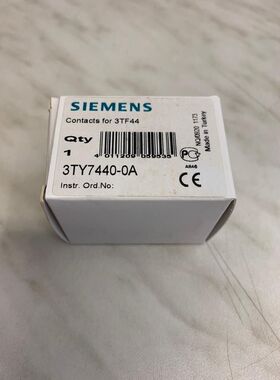 SIEMENS
Contacts for 3TF44
Qty
1
Made in Turkey
3TY7440-0A
Instr. Ord.No:
CE